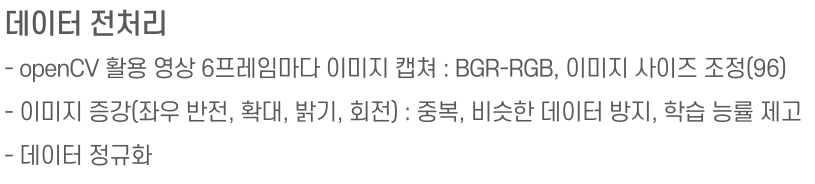 데이터 전처리
- openCV 활용 영상 6프레임마다 이미지 캡쳐 : BGR-RGB, 이미지 사이즈 조정(96)
- 이미지 증강(좌우 반전, 확대, 밝기, 회전) : 중복, 비슷한 데이터 방지, 학습 능률 제고
- 데이터 정규화